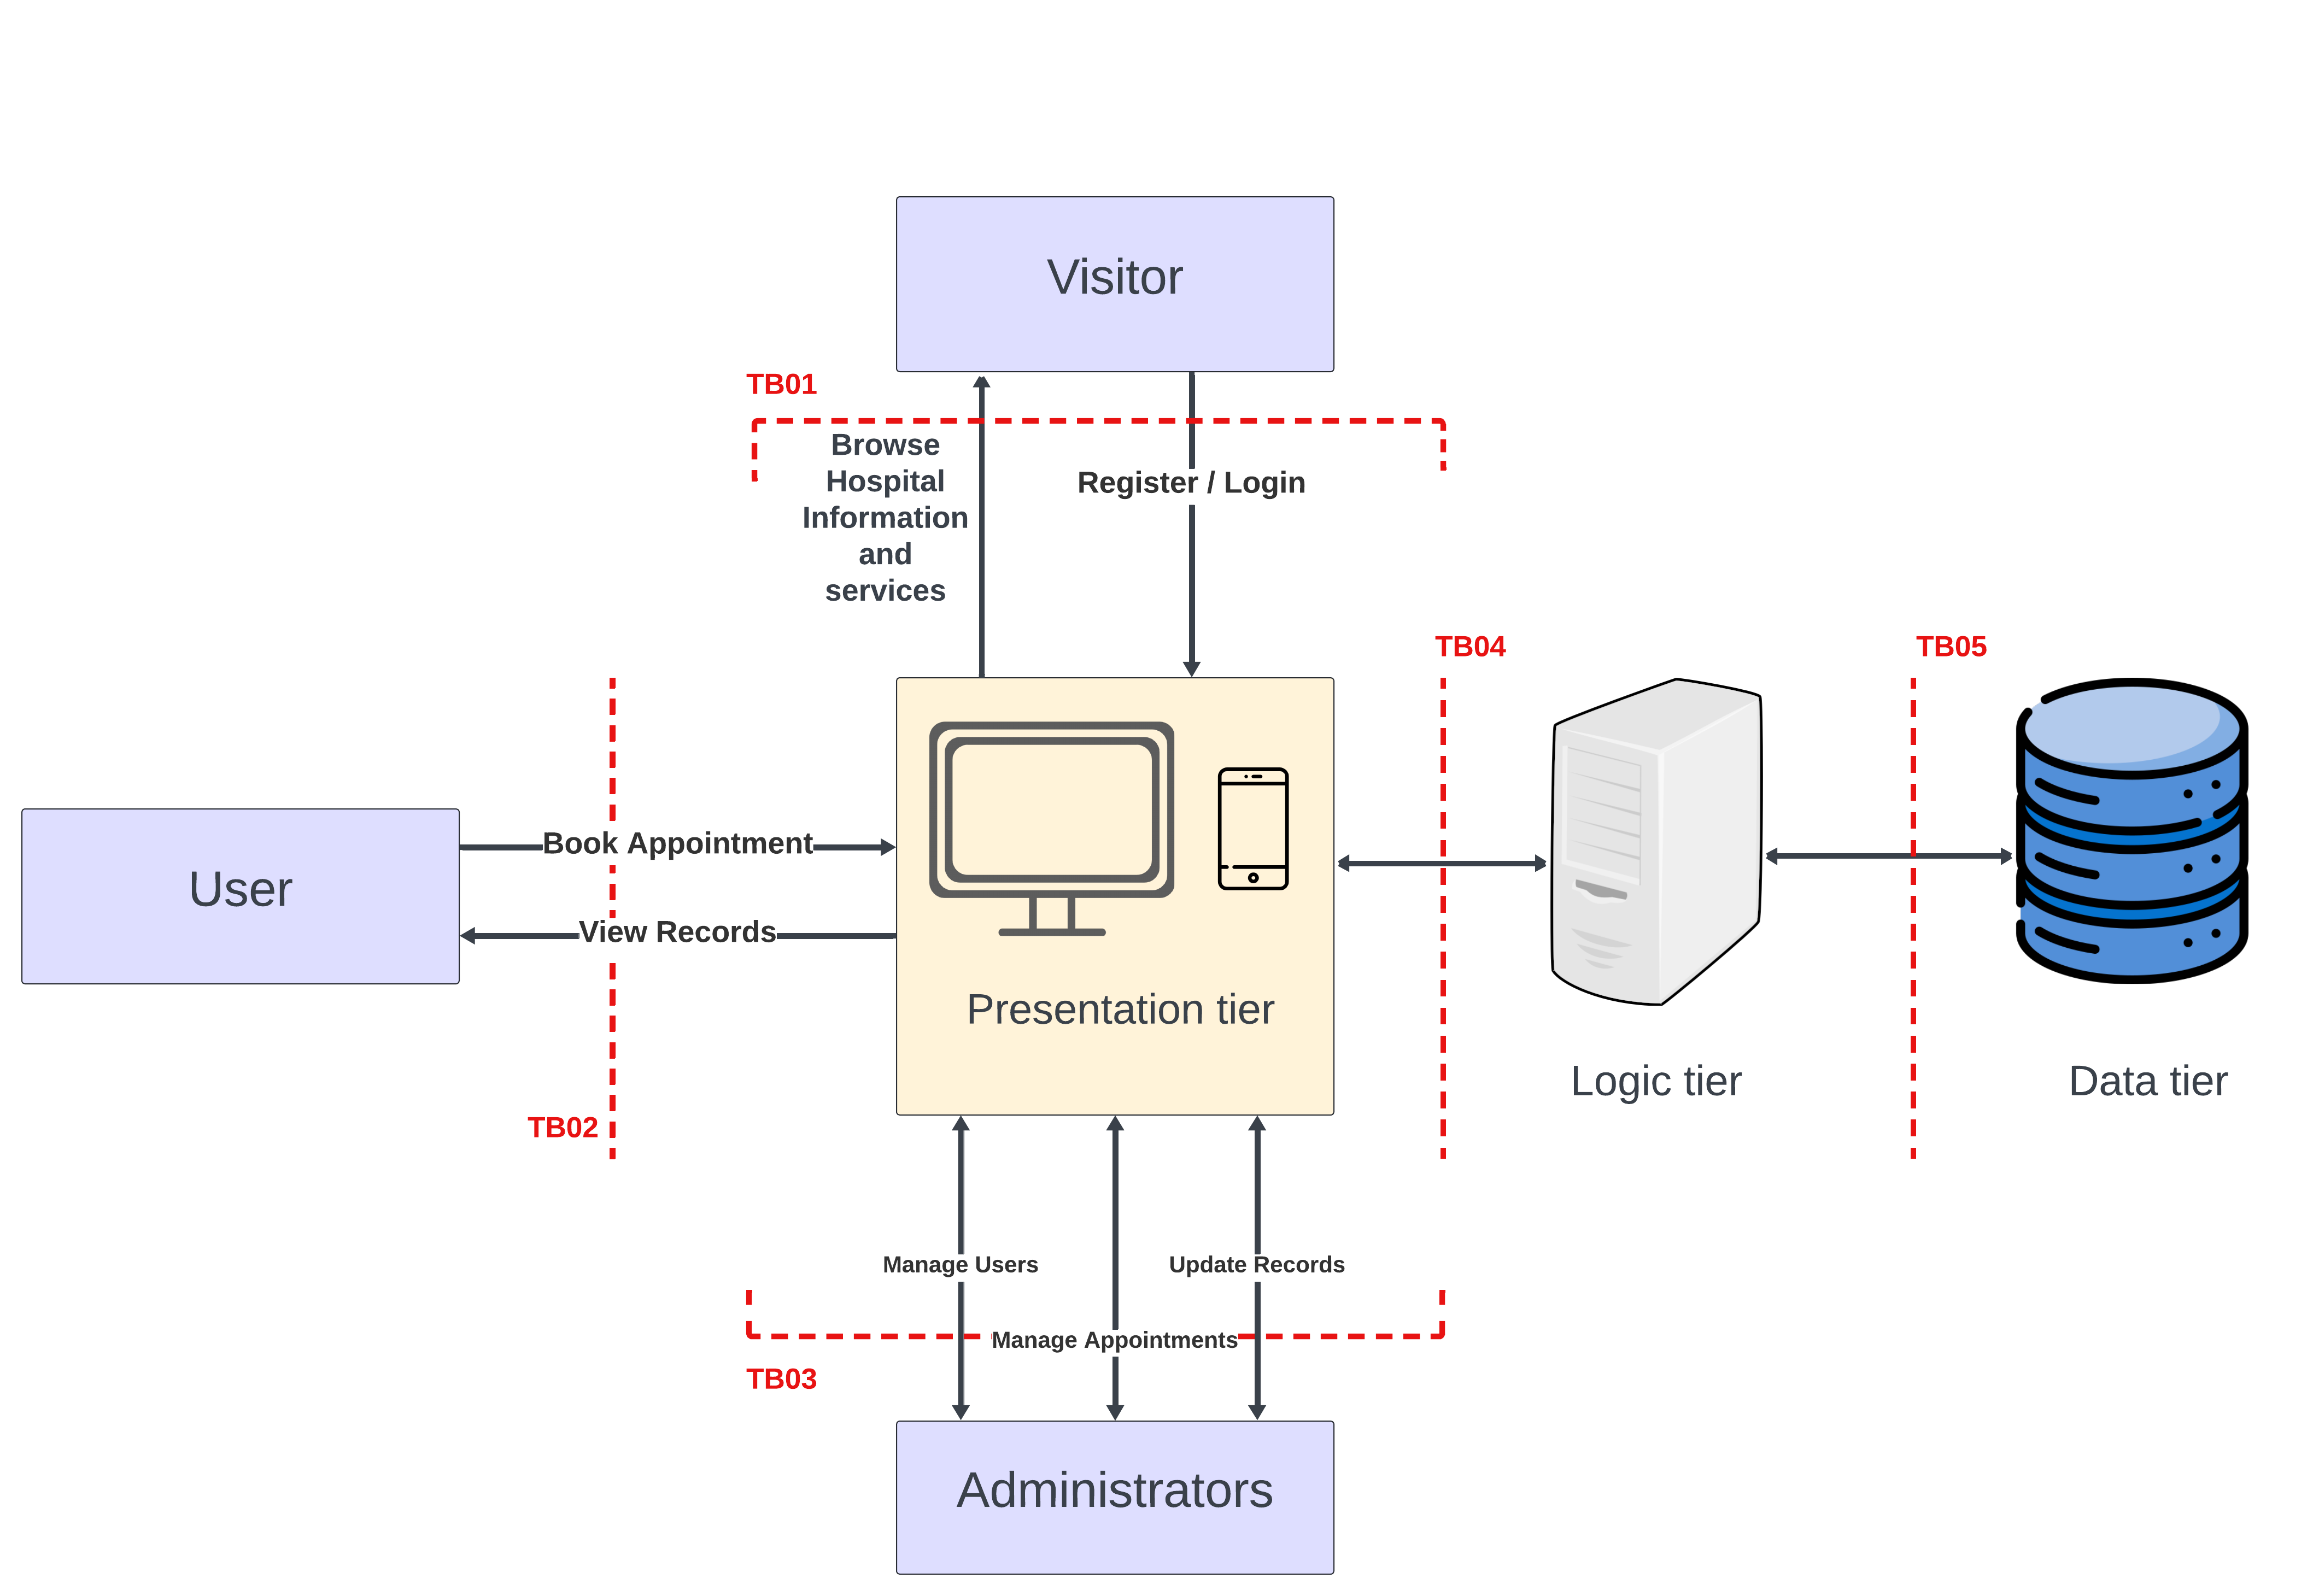 Visitor
TB01
Browse
Hospital
Information
and
services
Register / Login
TB04
TB05
Book Appointment
User
View Records
Presentation tier
Logic tier
Data tier
TB02
Manage Users
Update Records
Manage Appointments
TB03
Administrators